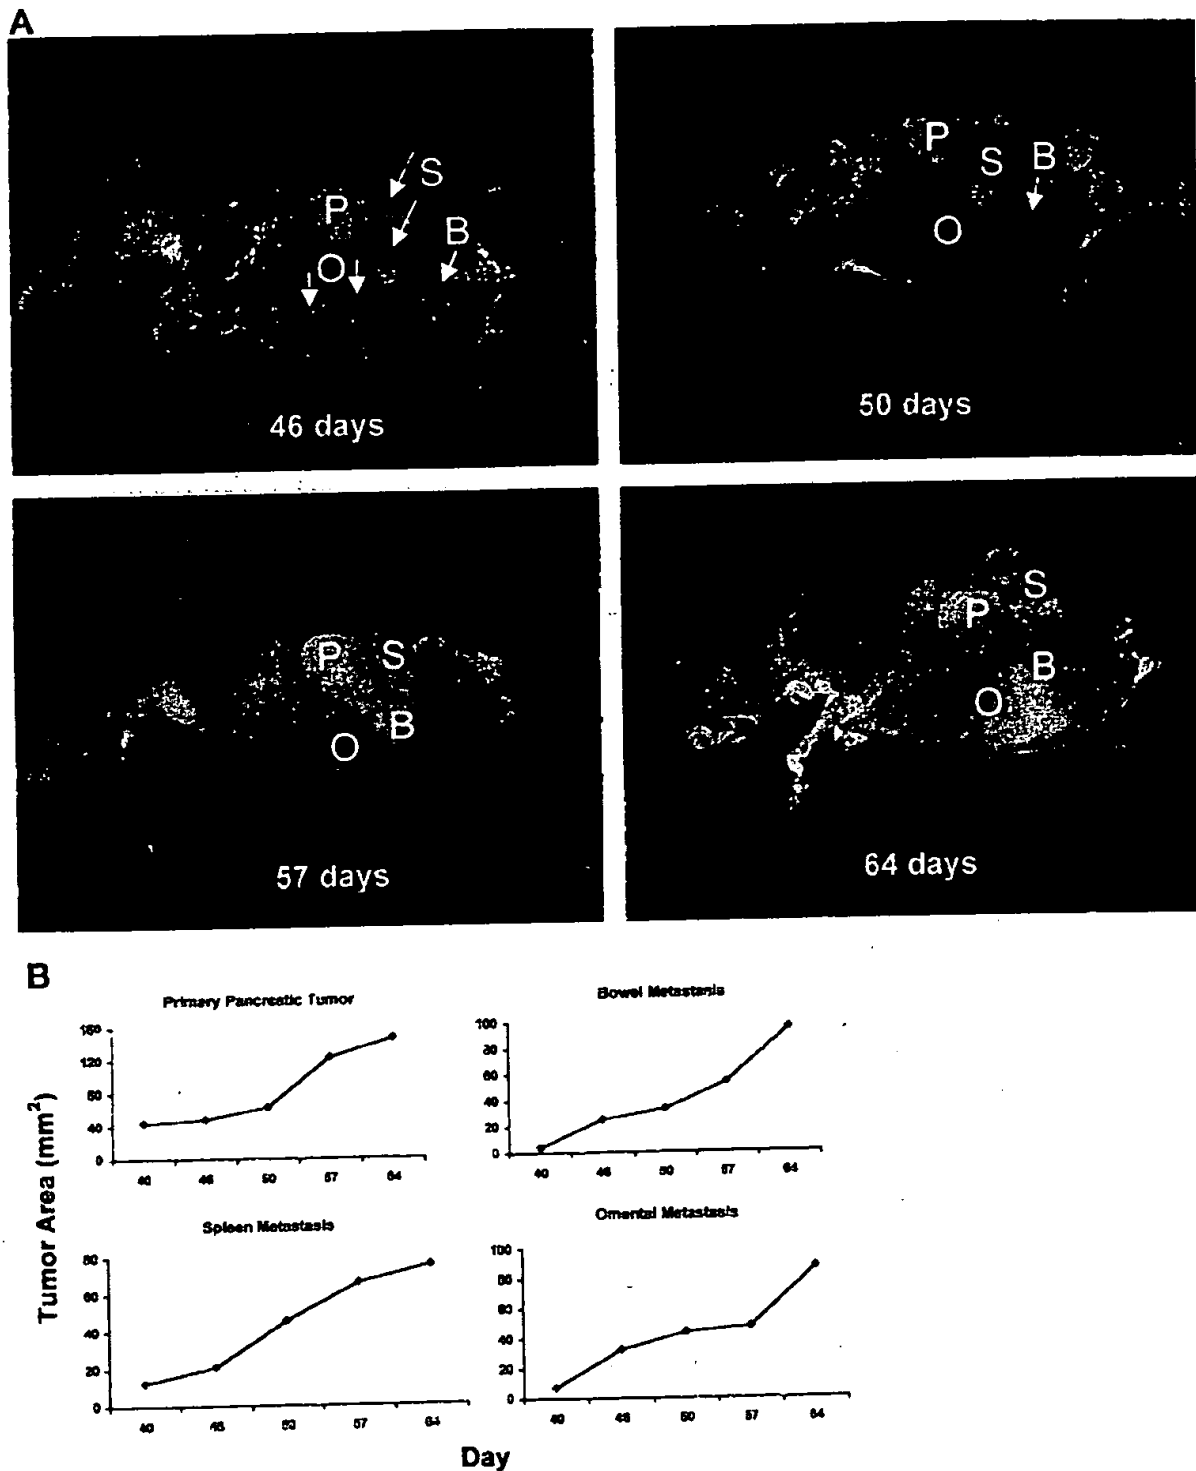 A
P
S
B
O
46 days
P
S
B
O
50 days
P
S
B
O
57 days
S
P
B
O
64 days
B
Tumor Area (mm²)
Primary Pancreatic Tumor
160
120
80
40
0
40 46 50 57 64
Bowel Metastasis
100
80
60
40
20
0
40 46 50 57 64
Spleen Metastasis
80
60
40
20
0
40 46 50 57 64
Omental Metastasis
100
80
60
40
20
0
40 46 50 57 64
Day